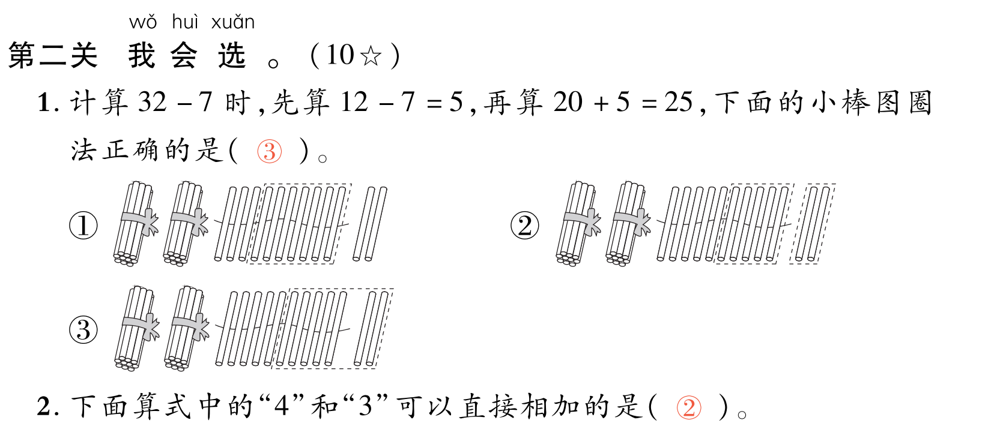 wǒ huì xuǎn
第二关 我会选。(10☆)
1. 计算 32-7 时,先算 12-7=5,再算 20+5=25,下面的小棒图圈
法正确的是( ③ )。
① ②
③
2. 下面算式中的“4”和“3”可以直接相加的是( ② )。